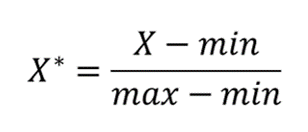 X* = (X − min) / (max − min)